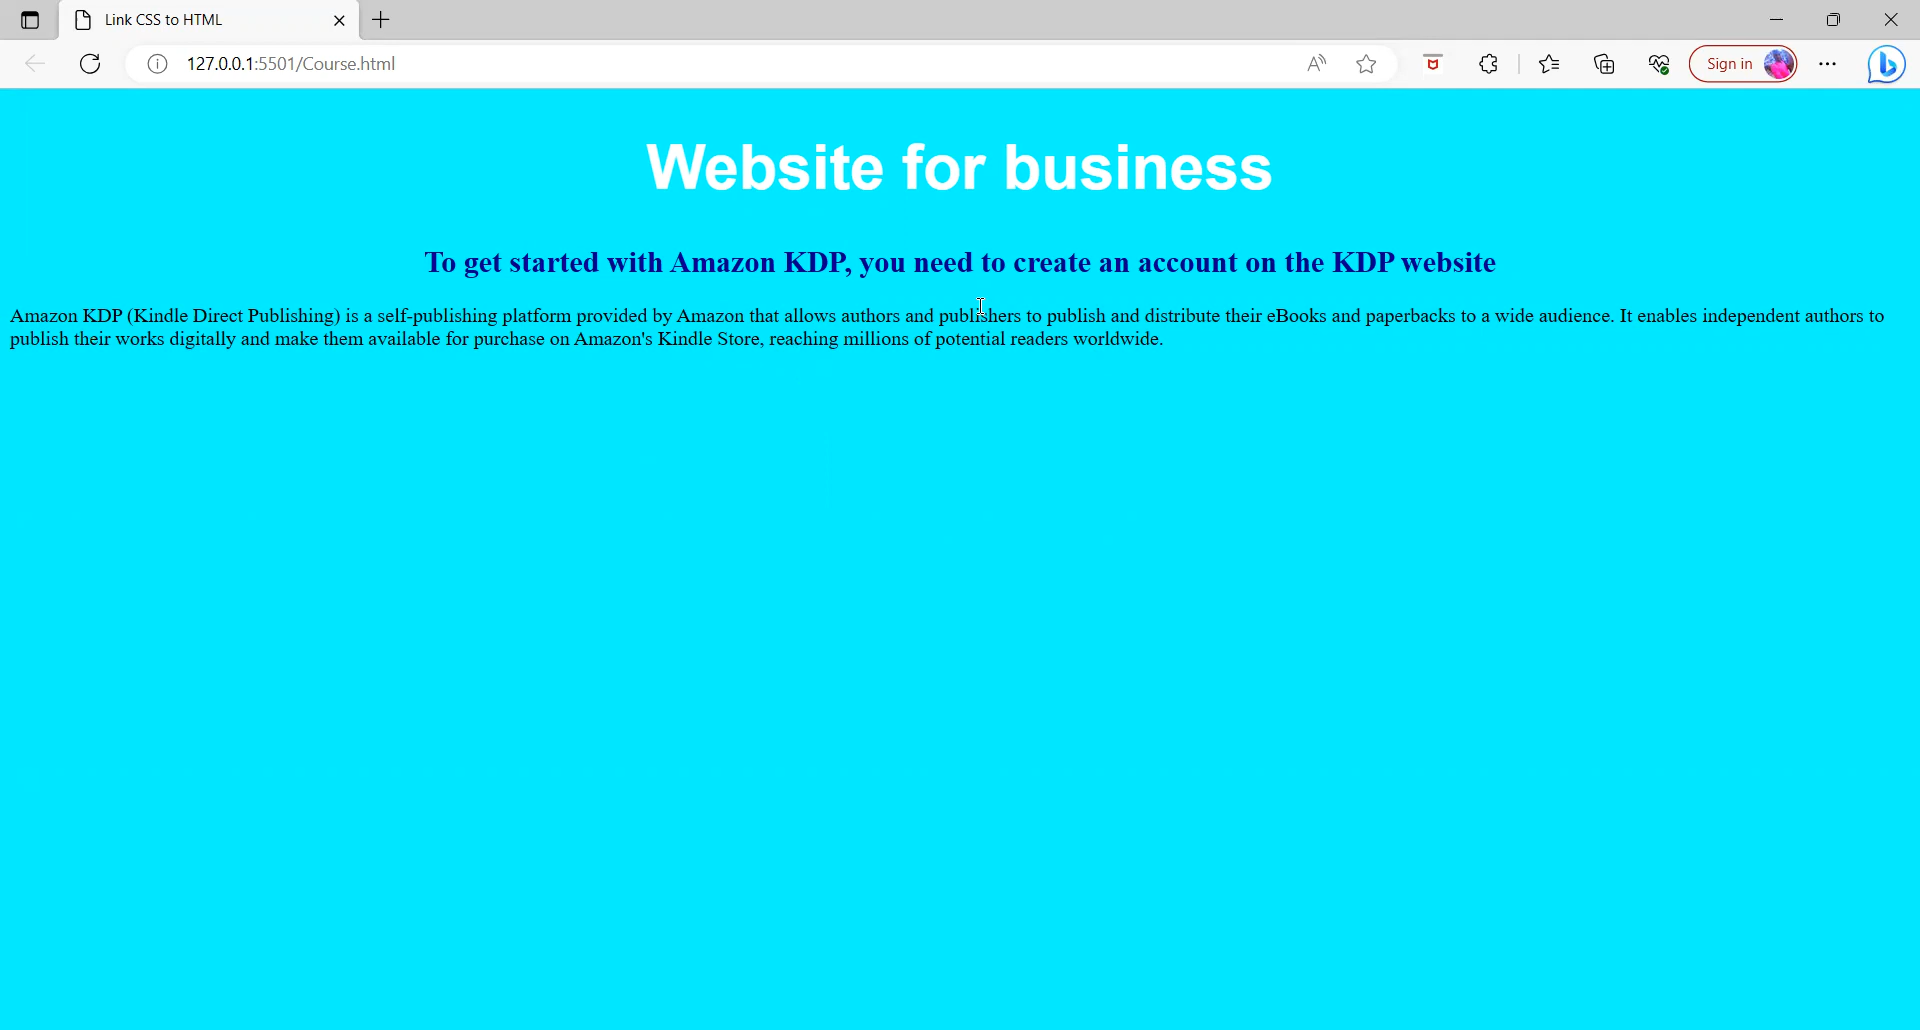 Link CSS to HTML
127.0.0.1:5501/Course.html
Sign in
Website for business
To get started with Amazon KDP, you need to create an account on the KDP website
Amazon KDP (Kindle Direct Publishing) is a self-publishing platform provided by Amazon that allows authors and publishers to publish and distribute their eBooks and paperbacks to a wide audience. It enables independent authors to
publish their works digitally and make them available for purchase on Amazon's Kindle Store, reaching millions of potential readers worldwide.